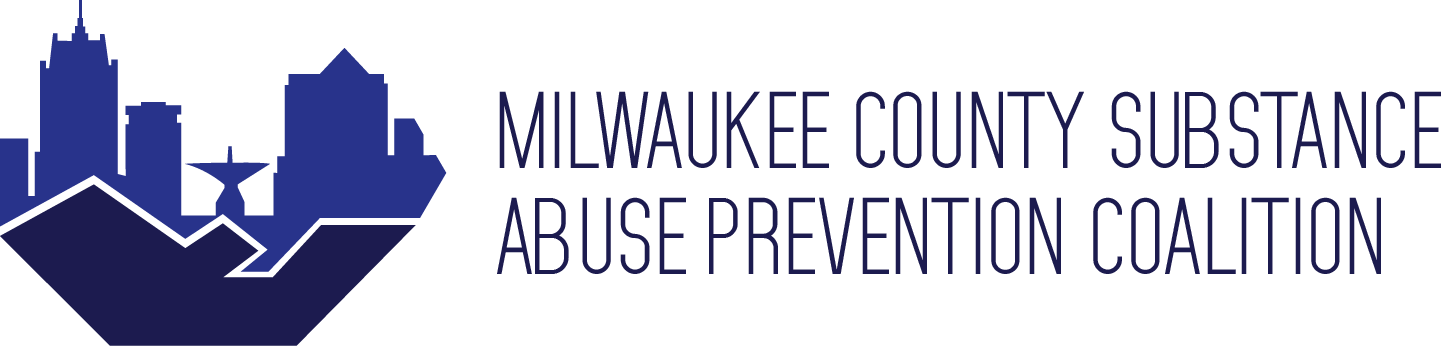 MILWAUKEE COUNTY SUBSTANCE
ABUSE PREVENTION COALITION